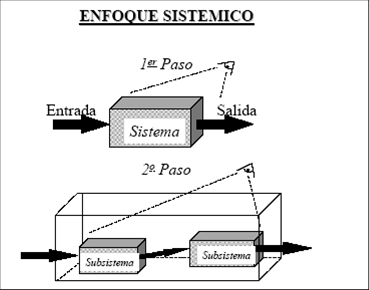 ENFOQUE SISTEMICO
1er Paso
Entrada
Salida
Sistema
2º Paso
Subsistema
Subsistema